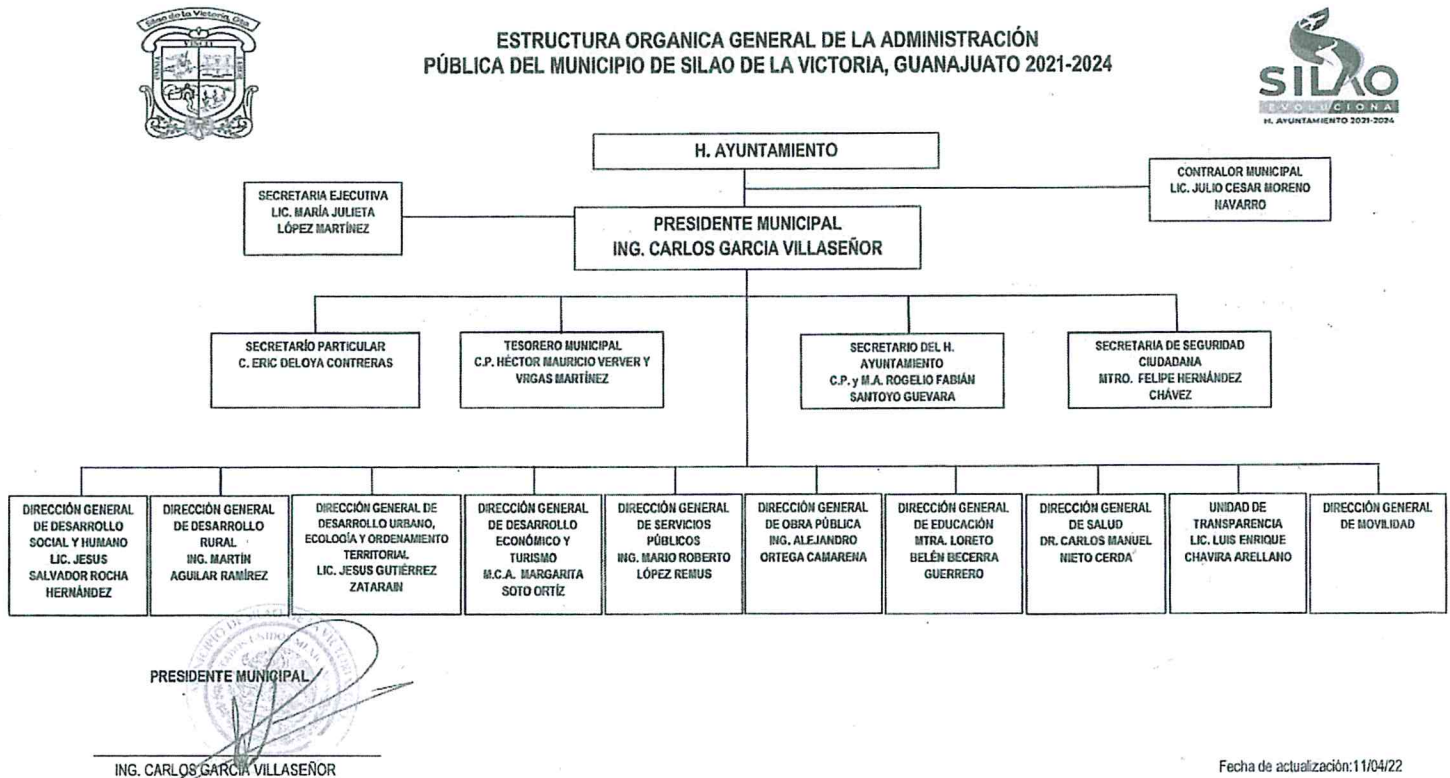 Silao de la Victoria, Gto.
VINCIT
ESTRUCTURA ORGANICA GENERAL DE LA ADMINISTRACIÓN
PÚBLICA DEL MUNICIPIO DE SILAO DE LA VICTORIA, GUANAJUATO 2021-2024
SILAO
EVOLUCIONA
H. AYUNTAMIENTO 2021-2024
H. AYUNTAMIENTO
SECRETARIA EJECUTIVA
LIC. MARÍA JULIETA
LÓPEZ MARTÍNEZ
CONTRALOR MUNICIPAL
LIC. JULIO CESAR MORENO
NAVARRO
PRESIDENTE MUNICIPAL
ING. CARLOS GARCIA VILLASEÑOR
SECRETARÍO PARTICULAR
C. ERIC DELOYA CONTRERAS
TESORERO MUNICIPAL
C.P. HÉCTOR MAURICIO VERVER Y
VRGAS MARTÍNEZ
SECRETARIO DEL H.
AYUNTAMIENTO
C.P. y M.A. ROGELIO FABIÁN
SANTOYO GUEVARA
SECRETARIA DE SEGURIDAD
CIUDADANA
MTRO. FELIPE HERNÁNDEZ
CHÁVEZ
DIRECCIÓN GENERAL
DE DESARROLLO
SOCIAL Y HUMANO
LIC. JESUS
SALVADOR ROCHA
HERNÁNDEZ
DIRECCIÓN GENERAL
DE DESARROLLO
RURAL
ING. MARTÍN
AGUILAR RAMÍREZ
DIRECCIÓN GENERAL DE
DESARROLLO URBANO,
ECOLOGÍA Y ORDENAMIENTO
TERRITORIAL
LIC. JESUS GUTIÉRREZ
ZATARAIN
DIRECCIÓN GENERAL
DE DESARROLLO
ECONÓMICO Y
TURISMO
M.C.A. MARGARITA
SOTO ORTÍZ
DIRECCIÓN GENERAL
DE SERVICIOS
PÚBLICOS
ING. MARIO ROBERTO
LÓPEZ REMUS
DIRECCIÓN GENERAL
DE OBRA PÚBLICA
ING. ALEJANDRO
ORTEGA CAMARENA
DIRECCIÓN GENERAL
DE EDUCACIÓN
MTRA. LORETO
BELÉN BECERRA
GUERRERO
DIRECCIÓN GENERAL
DE SALUD
DR. CARLOS MANUEL
NIETO CERDA
UNIDAD DE
TRANSPARENCIA
LIC. LUIS ENRIQUE
CHAVIRA ARELLANO
DIRECCIÓN GENERAL
DE MOVILIDAD
PRESIDENTE MUNICIPAL
ING. CARLOS GARCÍA VILLASEÑOR
Fecha de actualización:11/04/22